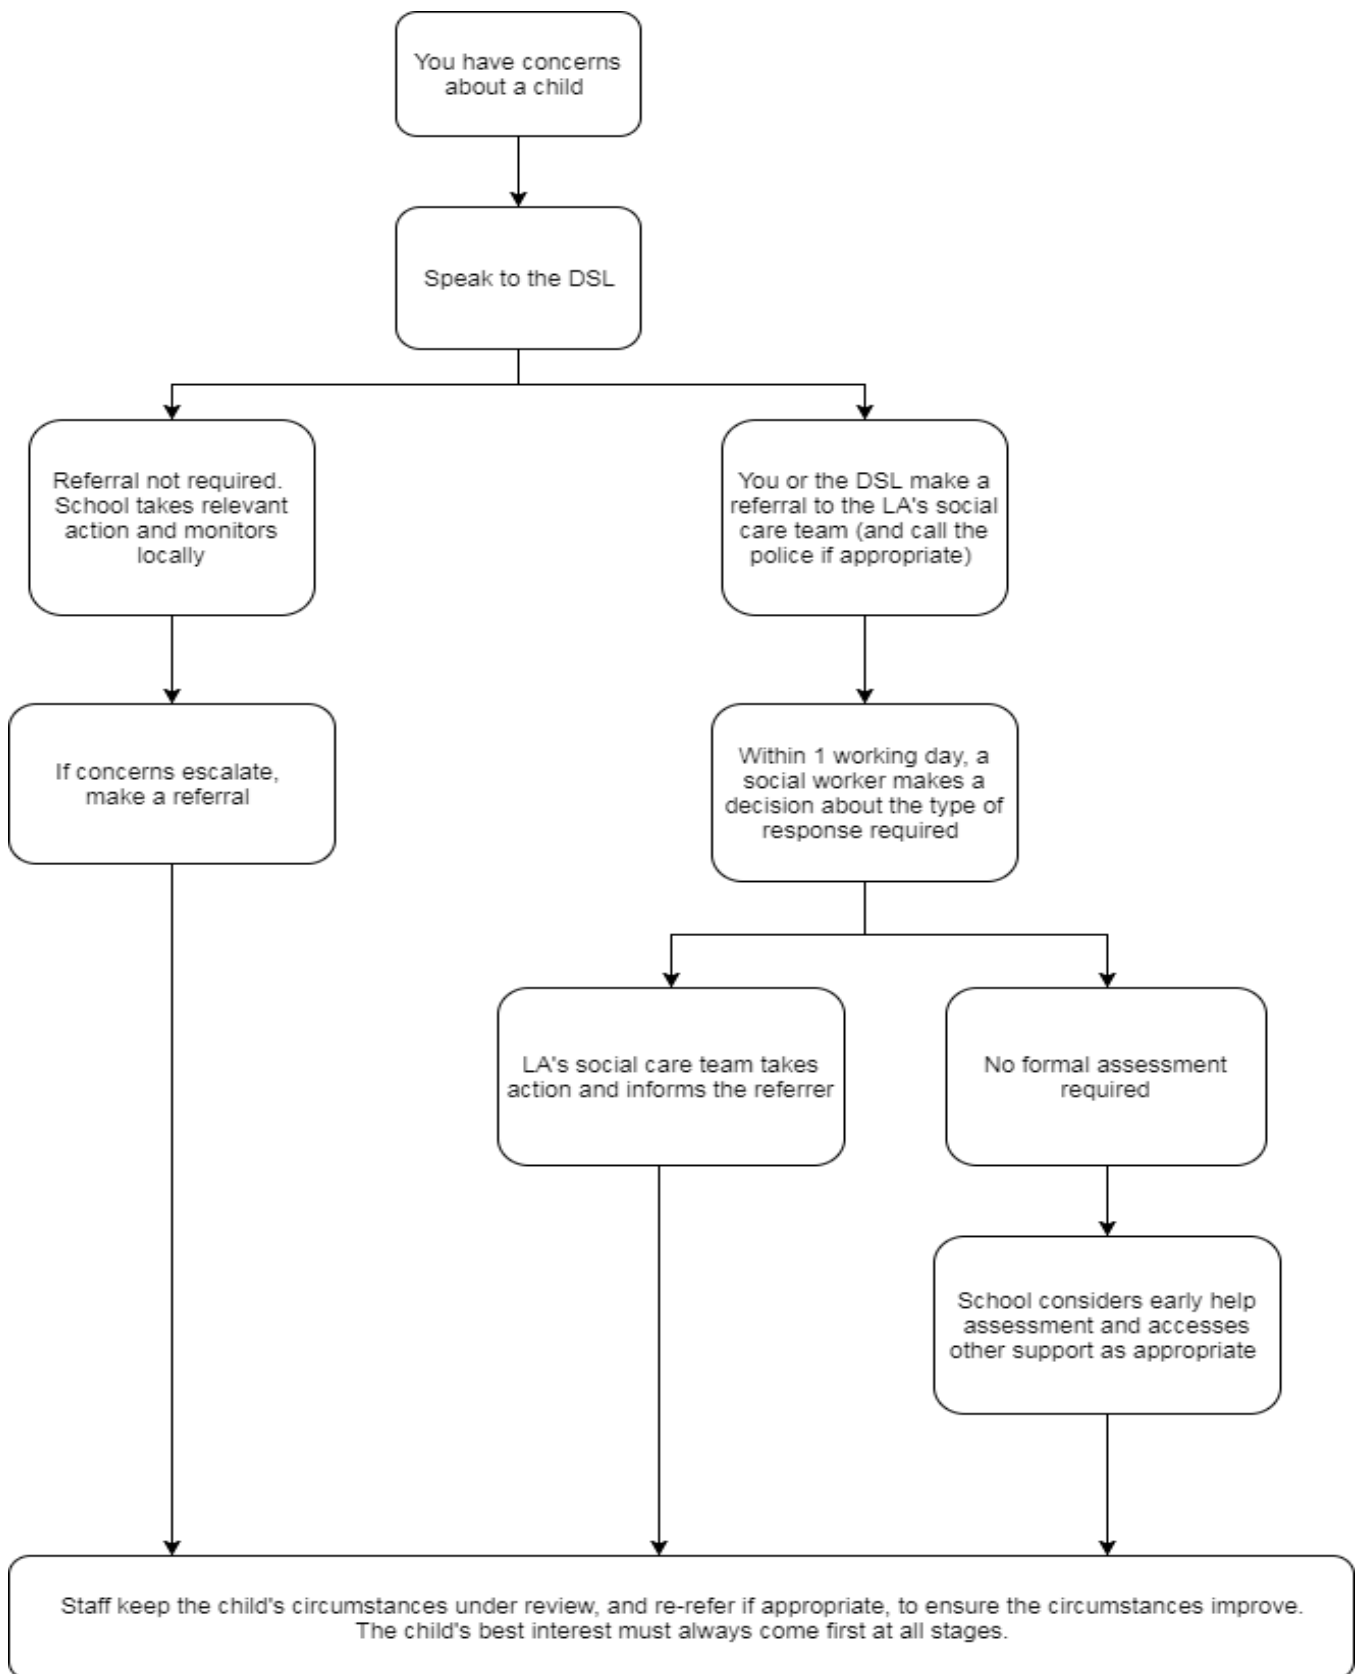 You have concerns
about a child
Speak to the DSL
Referral not required.
School takes relevant
action and monitors
locally
You or the DSL make a
referral to the LA's social
care team (and call the
police if appropriate)
If concerns escalate,
make a referral
Within 1 working day, a
social worker makes a
decision about the type of
response required
LA's social care team takes
action and informs the referrer
No formal assessment
required
School considers early help
assessment and accesses
other support as appropriate
Staff keep the child's circumstances under review, and re-refer if appropriate, to ensure the circumstances improve.
The child's best interest must always come first at all stages.